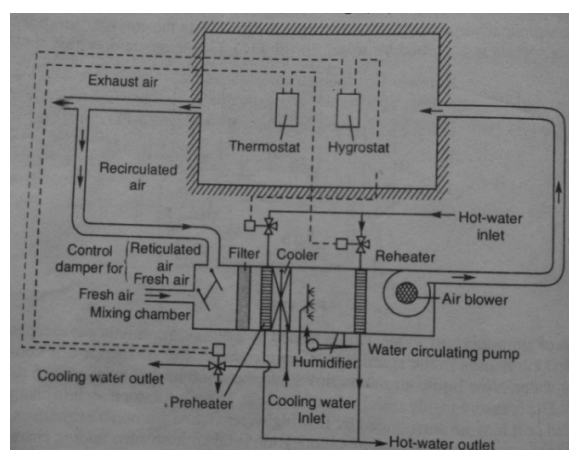 Exhaust air
Thermostat
Hygrostat
Recirculated
air
Hot-water
inlet
Control
damper for
Reticulated
air
Fresh air
Filter
Cooler
Reheater
Fresh air
Mixing chamber
Air blower
Humidifier
Water circulating pump
Cooling water outlet
Preheater
Cooling water
Inlet
Hot-water outlet